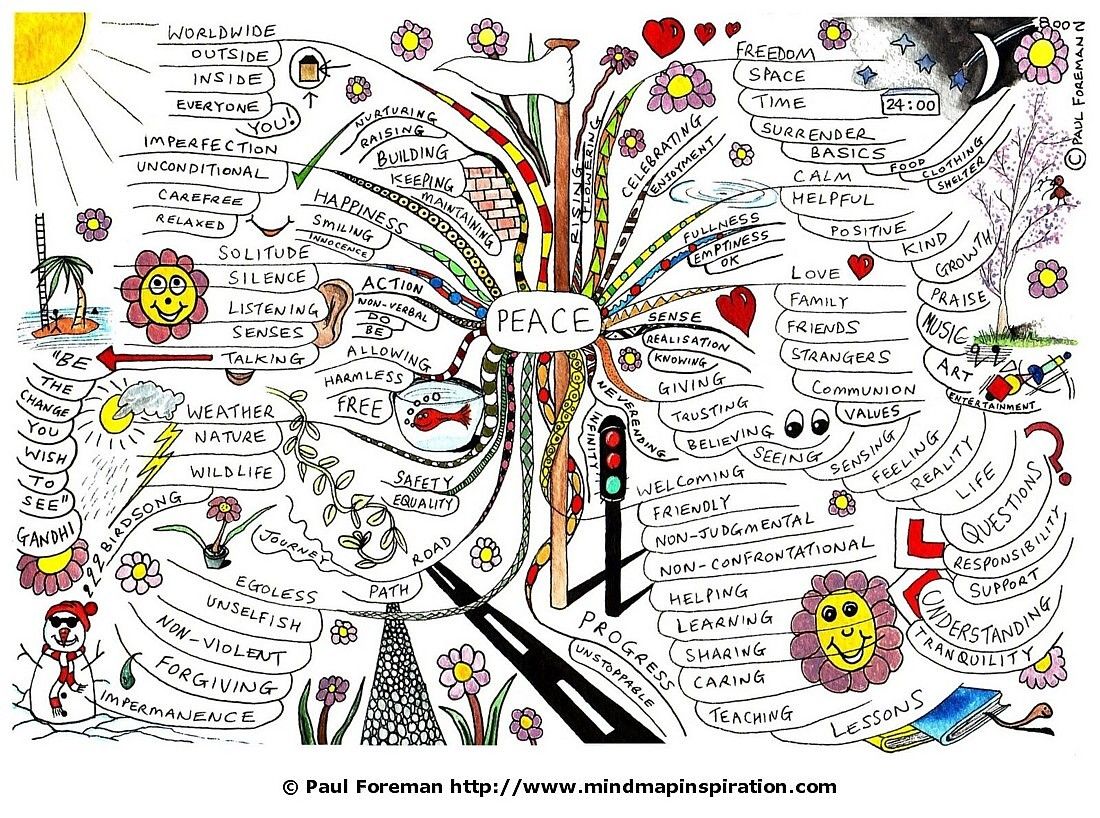 WORLDWIDE
OUTSIDE
INSIDE
EVERYONE
YOU!
IMPERFECTION
UNCONDITIONAL
CAREFREE
RELAXED
NURTURING
RAISING
BUILDING
KEEPING
MAINTAINING
HAPPINESS
SMILING
INNOCENCE
SOLITUDE
SILENCE
LISTENING
SENSES
TALKING
"BE
THE
CHANGE
YOU
WISH
TO
SEE"
GANDHI
ACTION
NON-VERBAL
DO
BE
ALLOWING
HARMLESS
FREE
WEATHER
NATURE
WILDLIFE
BIRDSONG
SAFETY
EQUALITY
JOURNEY
ROAD
PATH
EGOLESS
UNSELFISH
NON-VIOLENT
FORGIVING
IMPERMANENCE
PEACE
RISING
FLOWERING
CELEBRATING
ENJOYMENT
FREEDOM
SPACE
TIME
24:00
SURRENDER
BASICS
FOOD
CLOTHING
SHELTER
CALM
HELPFUL
POSITIVE
KIND
GROWTH
PRAISE
MUSIC
ART
ENTERTAINMENT
FULLNESS
EMPTINESS
OK
LOVE
FAMILY
FRIENDS
STRANGERS
COMMUNION
VALUES
SENSE
REALISATION
KNOWING
GIVING
TRUSTING
BELIEVING
SEEING
SENSING
FEELING
REALITY
LIFE
QUESTIONS
RESPONSIBILITY
SUPPORT
UNDERSTANDING
TRANQUILITY
NEVERENDING
INFINITY
WELCOMING
FRIENDLY
NON-JUDGMENTAL
NON-CONFRONTATIONAL
HELPING
LEARNING
SHARING
CARING
TEACHING
LESSONS
PROGRESS
UNSTOPPABLE
L
L
© PAUL FOREMAN
© Paul Foreman http://www.mindmapinspiration.com